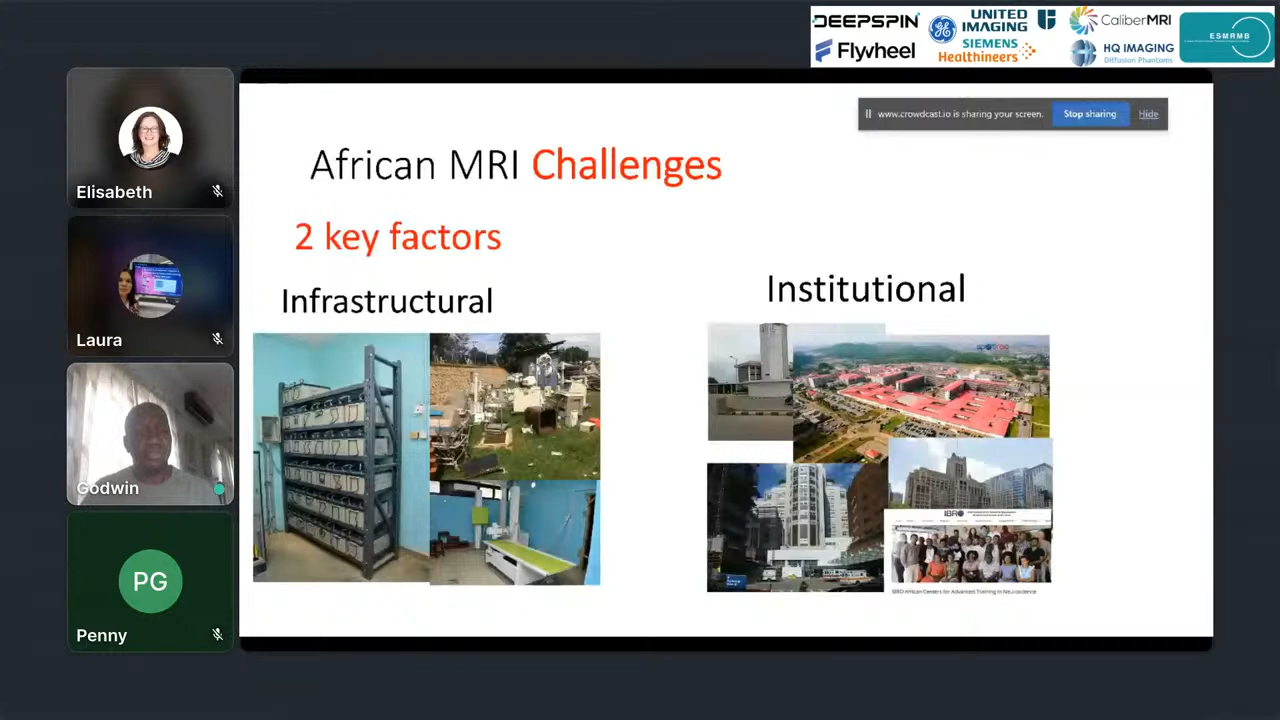 DEEPSPIN
Flywheel
UNITED
IMAGING
SIEMENS
Healthineers
CaliberMRI
HQ IMAGING
Diffusion Phantoms
ESMRMB
Elisabeth
Laura
Godwin
PG
Penny
www.crowdcast.io is sharing your screen.
Stop sharing
Hide
African MRI Challenges
2 key factors
Infrastructural
Institutional
IBRO
IBRO African Centers for Advanced Training in Neuroscience